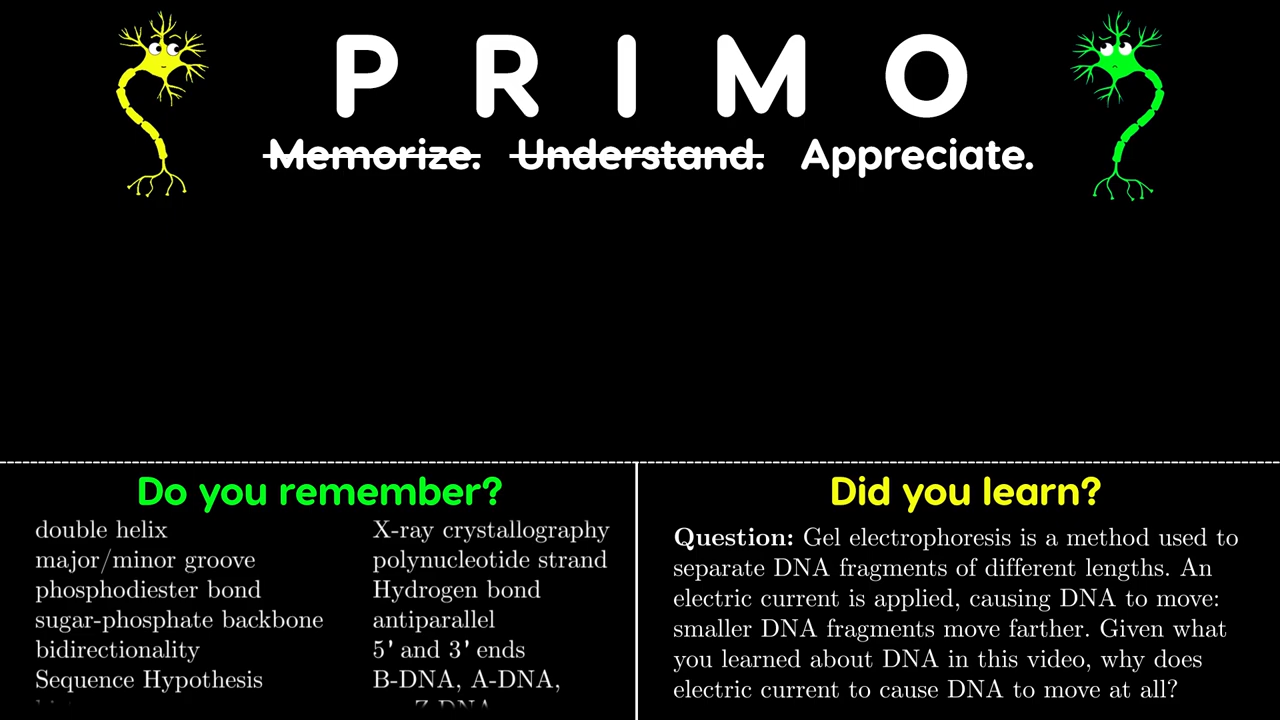 P R I M O
Memorize. Understand. Appreciate.
Do you remember?
double helix
major/minor groove
phosphodiester bond
sugar-phosphate backbone
bidirectionality
Sequence Hypothesis
X-ray crystallography
polynucleotide strand
Hydrogen bond
antiparallel
5' and 3' ends
B-DNA, A-DNA,
Z-DNA
Did you learn?
Question: Gel electrophoresis is a method used to
separate DNA fragments of different lengths. An
electric current is applied, causing DNA to move:
smaller DNA fragments move farther. Given what
you learned about DNA in this video, why does
electric current to cause DNA to move at all?